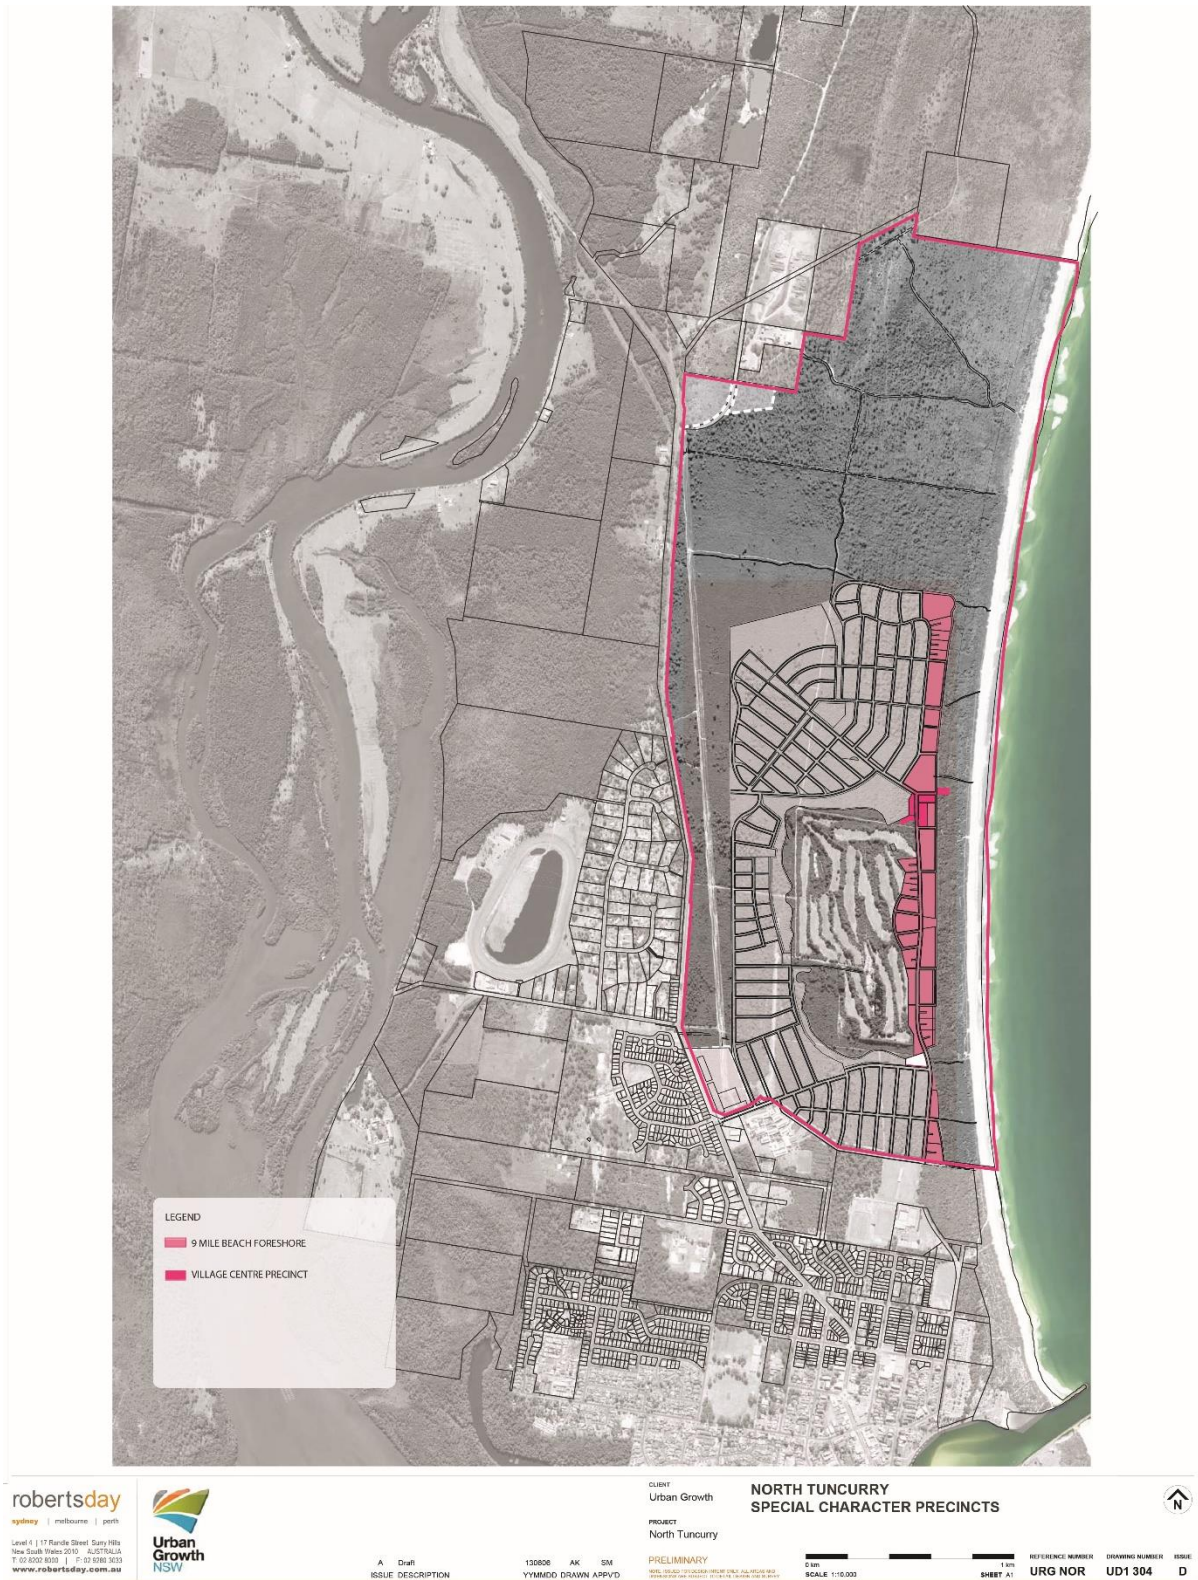 LEGEND
9 MILE BEACH FORESHORE
VILLAGE CENTRE PRECINCT
robertsday
sydney | melbourne | perth
Level 4 | 17 Randle Street Surry Hills
New South Wales 2010 AUSTRALIA
T: 02 8202 8000 | F: 02 9280 3033
www.robertsday.com.au
Urban
Growth
NSW
A Draft 130806 AK SM
ISSUE DESCRIPTION YYMMDD DRAWN APPV'D
CLIENT
Urban Growth
PROJECT
North Tuncurry
PRELIMINARY
NORTH TUNCURRY
SPECIAL CHARACTER PRECINCTS
N
0 km 1 km
SCALE 1:10,000 SHEET A1
REFERENCE NUMBER DRAWING NUMBER ISSUE
URG NOR UD1 304 D